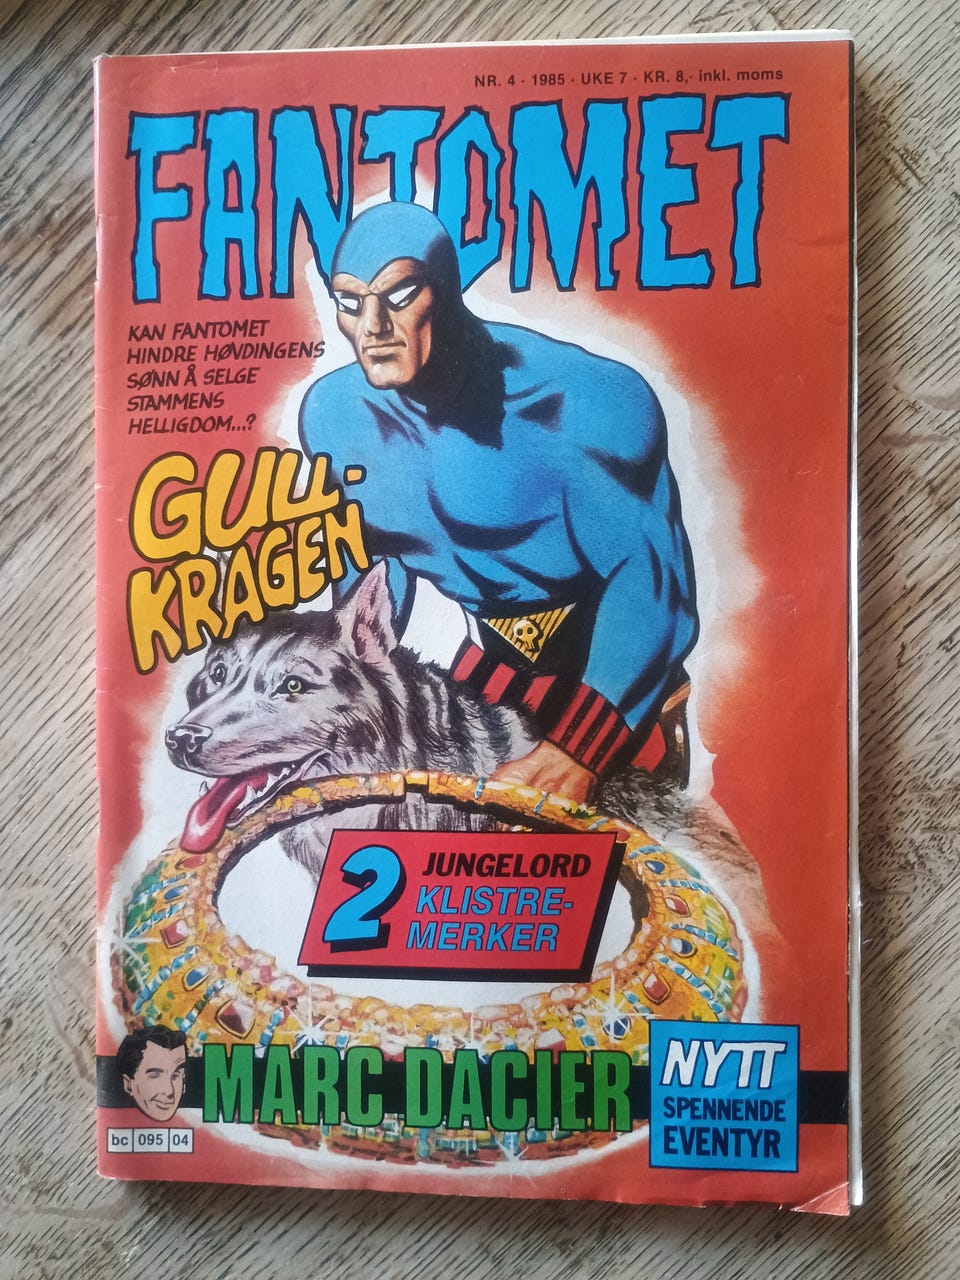 NR. 4 - 1985 - UKE 7 - KR. 8,- inkl. moms
FANTOMET
KAN FANTOMET
HINDRE HØVDINGENS
SØNN Å SELGE
STAMMENS
HELLIGDOM...?
GULL-
KRAGEN
2 JUNGELORD
KLISTRE-
MERKER
MARC DACIER
NYTT
SPENNENDE
EVENTYR
bc 095 04